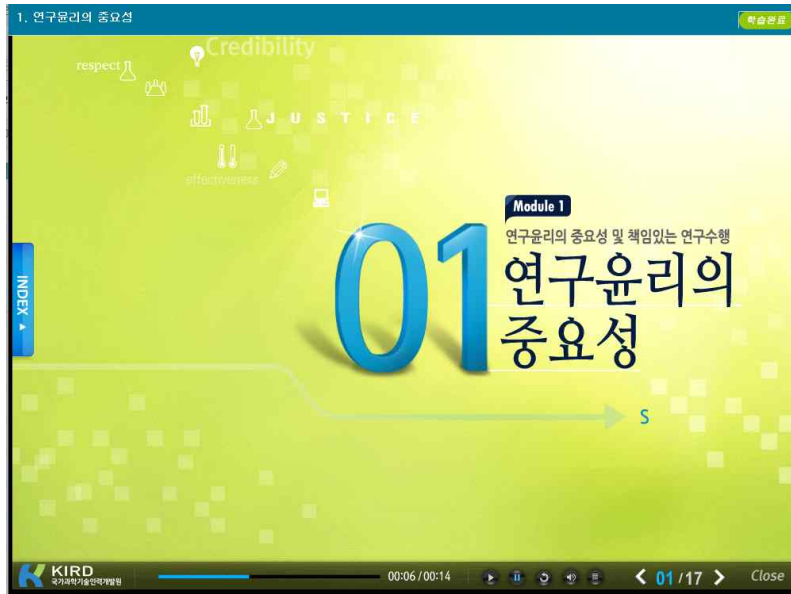 1. 연구윤리의 중요성
학습완료
Credibility
respect
JUSTICE
effectiveness
INDEX
01
Module 1
연구윤리의 중요성 및 책임있는 연구수행
연구윤리의
중요성
S
KIRD
국가과학기술인력개발원
00:06 / 00:14
01 / 17
Close